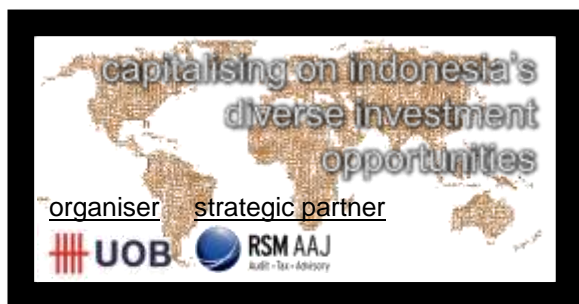 capitalising on indonesia's
diverse investment
opportunities
organiser strategic partner
UOB RSM AAJ
Audit - Tax - Advisory